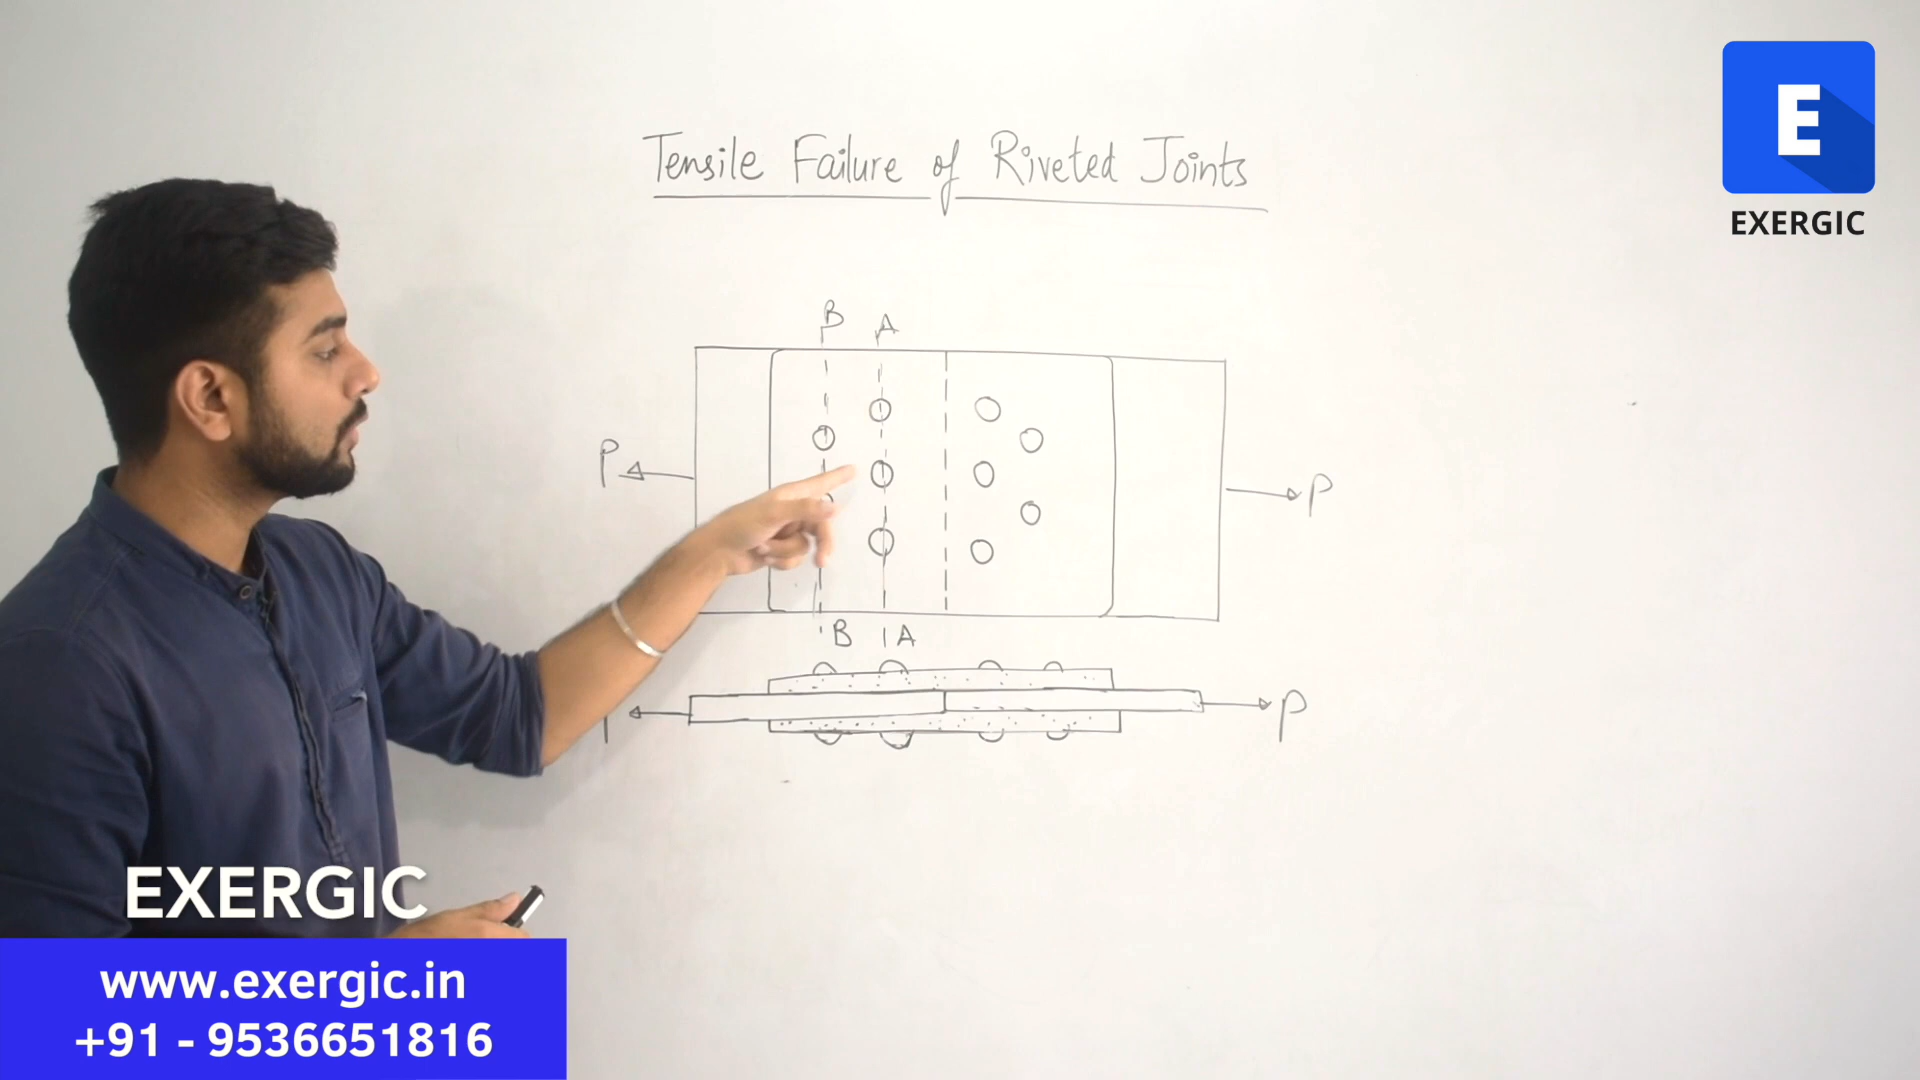 E
EXERGIC
Tensile Failure of Riveted Joints
B A
P P
B A
P P
EXERGIC
www.exergic.in
+91 - 9536651816